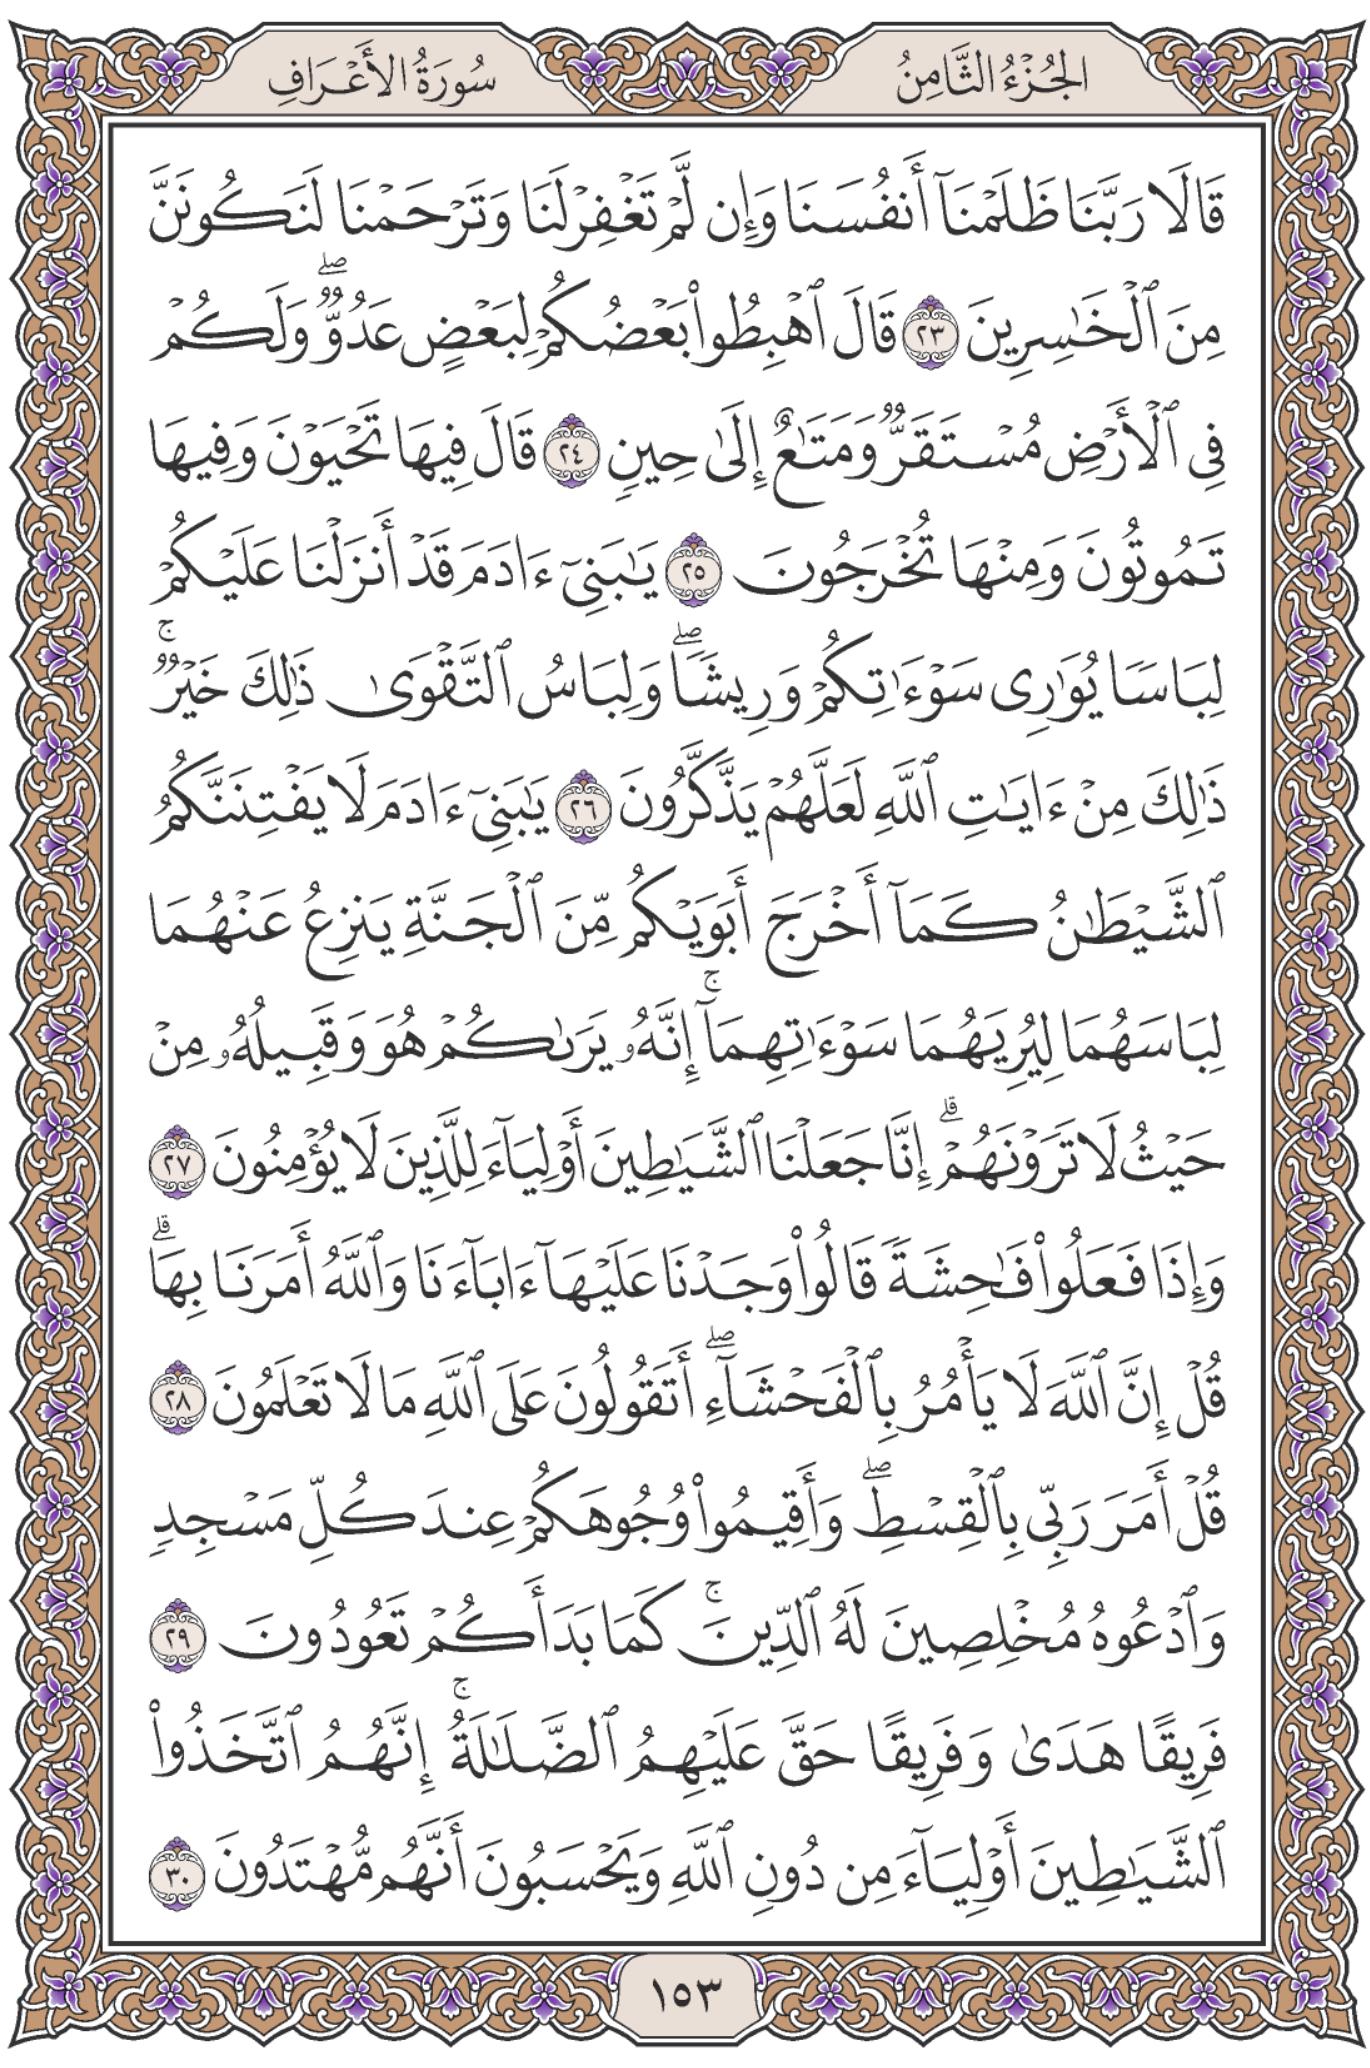 الجُزْءُ الثَّامِنُ
سُورَةُ الأَعْرَافِ
قَالَا رَبَّنَا ظَلَمْنَآ أَنفُسَنَا وَإِن لَّمْ تَغْفِرْ لَنَا وَتَرْحَمْنَا لَنَكُونَنَّ
مِنَ ٱلْخَٰسِرِينَ ٢٣ قَالَ ٱهْبِطُوا۟ بَعْضُكُمْ لِبَعْضٍ عَدُوٌّ ۖ وَلَكُمْ
فِى ٱلْأَرْضِ مُسْتَقَرٌّ وَمَتَٰعٌ إِلَىٰ حِينٍ ٢٤ قَالَ فِيهَا تَحْيَوْنَ وَفِيهَا
تَمُوتُونَ وَمِنْهَا تُخْرَجُونَ ٢٥ يَٰبَنِىٓ ءَادَمَ قَدْ أَنزَلْنَا عَلَيْكُمْ
لِبَاسًا يُوَٰرِى سَوْءَٰتِكُمْ وَرِيشًا ۖ وَلِبَاسُ ٱلتَّقْوَىٰ ذَٰلِكَ خَيْرٌ ۚ
ذَٰلِكَ مِنْ ءَايَٰتِ ٱللَّهِ لَعَلَّهُمْ يَذَّكَّرُونَ ٢٦ يَٰبَنِىٓ ءَادَمَ لَا يَفْتِنَنَّكُمُ
ٱلشَّيْطَٰنُ كَمَآ أَخْرَجَ أَبَوَيْكُم مِّنَ ٱلْجَنَّةِ يَنزِعُ عَنْهُمَا
لِبَاسَهُمَا لِيُرِيَهُمَا سَوْءَٰتِهِمَآ ۚ إِنَّهُۥ يَرَىٰكُمْ هُوَ وَقَبِيلُهُۥ مِنْ
حَيْثُ لَا تَرَوْنَهُمْ ۗ إِنَّا جَعَلْنَا ٱلشَّيَٰطِينَ أَوْلِيَآءَ لِلَّذِينَ لَا يُؤْمِنُونَ ٢٧
وَإِذَا فَعَلُوا۟ فَٰحِشَةً قَالُوا۟ وَجَدْنَا عَلَيْهَآ ءَابَآءَنَا وَٱللَّهُ أَمَرَنَا بِهَا ۗ
قُلْ إِنَّ ٱللَّهَ لَا يَأْمُرُ بِٱلْفَحْشَآءِ ۖ أَتَقُولُونَ عَلَى ٱللَّهِ مَا لَا تَعْلَمُونَ ٢٨
قُلْ أَمَرَ رَبِّى بِٱلْقِسْطِ ۖ وَأَقِيمُوا۟ وُجُوهَكُمْ عِندَ كُلِّ مَسْجِدٍ
وَٱدْعُوهُ مُخْلِصِينَ لَهُ ٱلدِّينَ ۚ كَمَا بَدَأَكُمْ تَعُودُونَ ٢٩
فَرِيقًا هَدَىٰ وَفَرِيقًا حَقَّ عَلَيْهِمُ ٱلضَّلَٰلَةُ ۚ إِنَّهُمُ ٱتَّخَذُوا۟
ٱلشَّيَٰطِينَ أَوْلِيَآءَ مِن دُونِ ٱللَّهِ وَيَحْسَبُونَ أَنَّهُم مُّهْتَدُونَ ٣٠
١٥٣